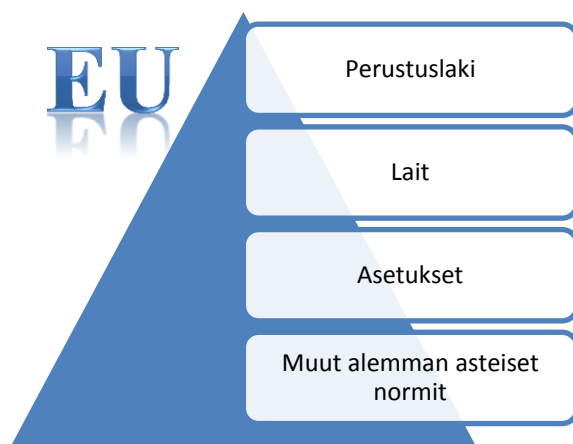 EU
Perustuslaki
Lait
Asetukset
Muut alemman asteiset
normit